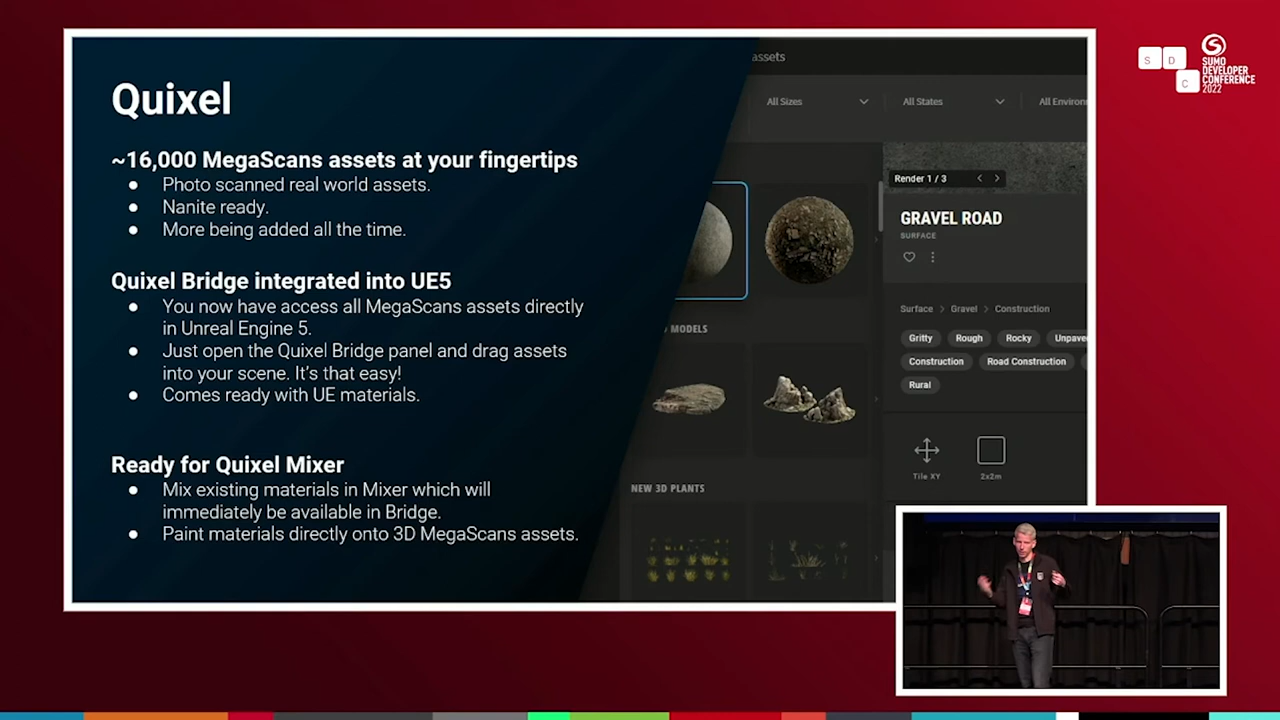 Quixel
~16,000 MegaScans assets at your fingertips
● Photo scanned real world assets.
● Nanite ready.
● More being added all the time.
Quixel Bridge integrated into UE5
● You now have access all MegaScans assets directly
in Unreal Engine 5.
● Just open the Quixel Bridge panel and drag assets
into your scene. It's that easy!
● Comes ready with UE materials.
Ready for Quixel Mixer
● Mix existing materials in Mixer which will
immediately be available in Bridge.
● Paint materials directly onto 3D MegaScans assets.
assets
All Sizes
All States
All Environ
Render 1 / 3
GRAVEL ROAD
SURFACE
Surface > Gravel > Construction
Gritty
Rough
Rocky
Unpave
Construction
Road Construction
Rural
Tile XY
2x2m
MODELS
NEW 3D PLANTS
S D
C
SUMO
DEVELOPER
CONFERENCE
2022